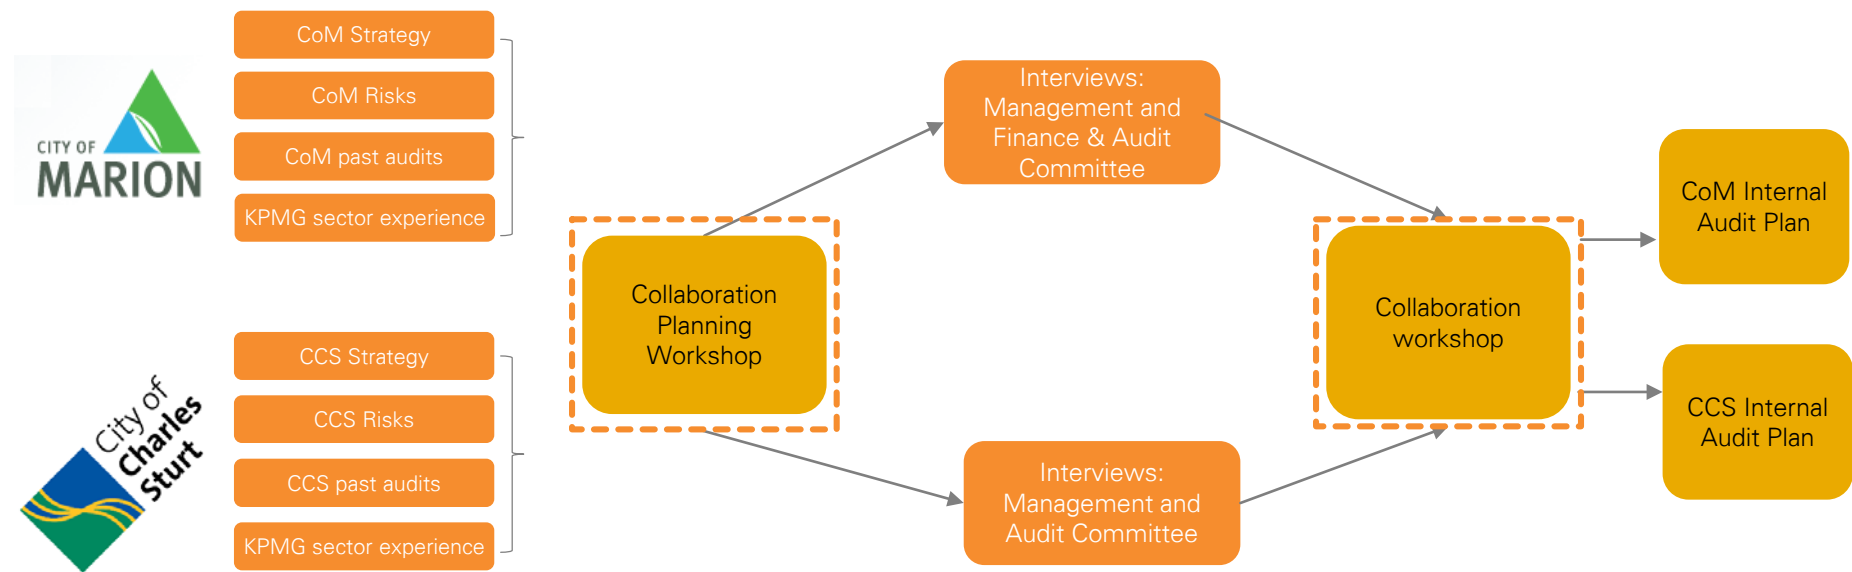 CITY OF
MARION
CoM Strategy
CoM Risks
CoM past audits
KPMG sector experience
City of
Charles
Sturt
CCS Strategy
CCS Risks
CCS past audits
KPMG sector experience
Collaboration
Planning
Workshop
Interviews:
Management and
Finance & Audit
Committee
Interviews:
Management and
Audit Committee
Collaboration
workshop
CoM Internal
Audit Plan
CCS Internal
Audit Plan